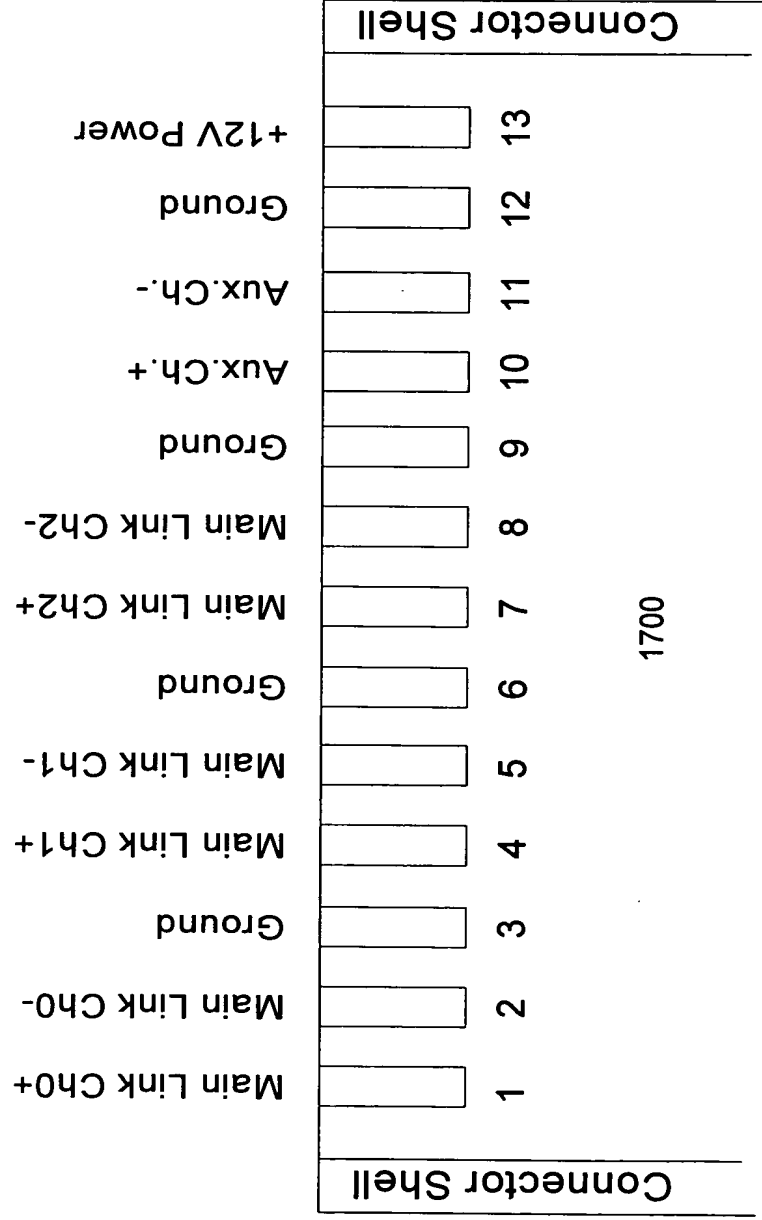 Connector Shell
+12V Power 13
Ground 12
Aux.Ch.- 11
Aux.Ch.+ 10
Ground 9
Main Link Ch2- 8
Main Link Ch2+ 7
Ground 6
Main Link Ch1- 5
Main Link Ch1+ 4
Ground 3
Main Link Ch0- 2
Main Link Ch0+ 1
Connector Shell
1700